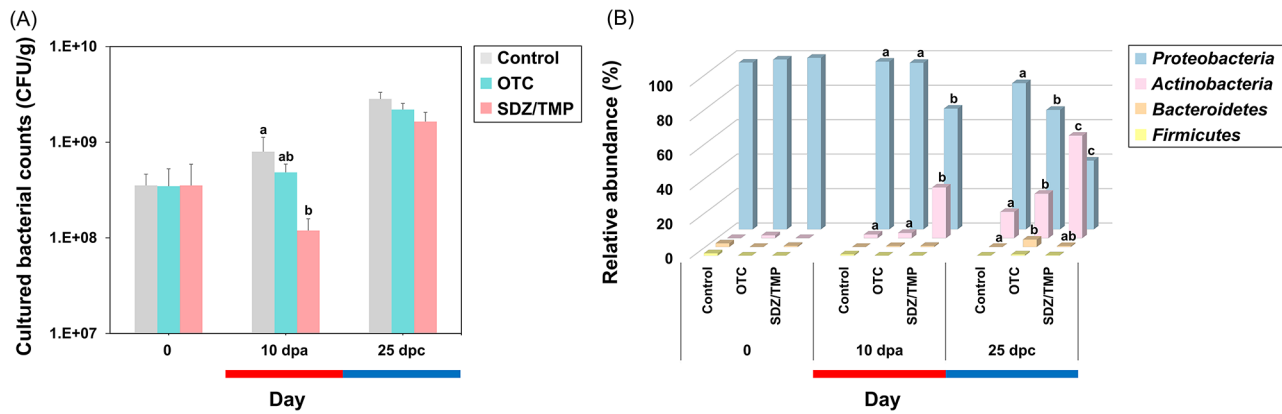 (A)
Cultured bacterial counts (CFU/g)
1.E+10
1.E+09
1.E+08
1.E+07
a
ab
b
Control
OTC
SDZ/TMP
0
10 dpa
25 dpc
Day
(B)
Relative abundance (%)
100
80
60
40
20
0
a
a
b
a
b
c
a
a
b
a
b
c
a
b
ab
Proteobacteria
Actinobacteria
Bacteroidetes
Firmicutes
Control
OTC
SDZ/TMP
Control
OTC
SDZ/TMP
Control
OTC
SDZ/TMP
0
10 dpa
25 dpc
Day